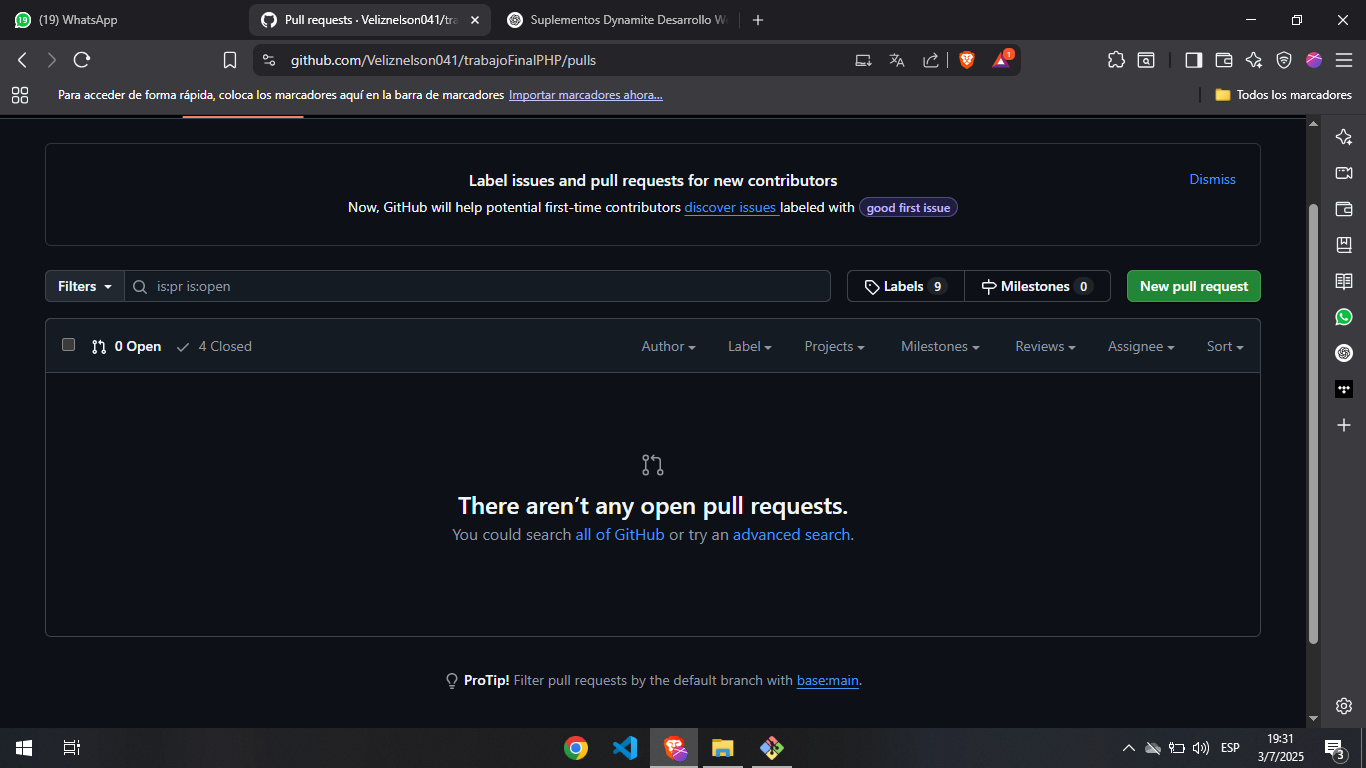 (19) WhatsApp
Pull requests · Veliznelson041/tra
Suplementos Dynamite Desarrollo W
github.com/Veliznelson041/trabajoFinalPHP/pulls
1
Para acceder de forma rápida, coloca los marcadores aquí en la barra de marcadores Importar marcadores ahora...
Todos los marcadores
Label issues and pull requests for new contributors
Dismiss
Now, GitHub will help potential first-time contributors discover issues labeled with good first issue
Filters
is:pr is:open
Labels 9
Milestones 0
New pull request
0 Open
4 Closed
Author
Label
Projects
Milestones
Reviews
Assignee
Sort
There aren’t any open pull requests.
You could search all of GitHub or try an advanced search.
ProTip! Filter pull requests by the default branch with base:main.
ESP
19:31
3/7/2025
3